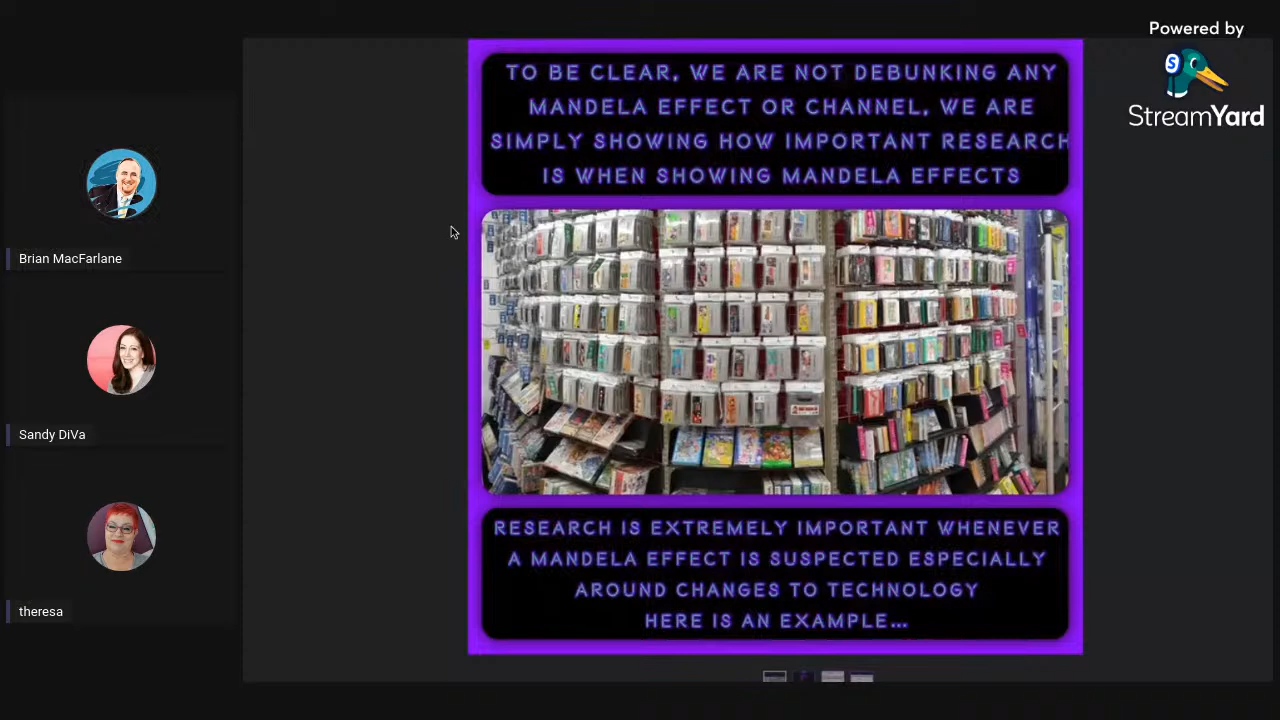 Powered by
StreamYard
TO BE CLEAR, WE ARE NOT DEBUNKING ANY
MANDELA EFFECT OR CHANNEL, WE ARE
SIMPLY SHOWING HOW IMPORTANT RESEARCH
IS WHEN SHOWING MANDELA EFFECTS
Brian MacFarlane
Sandy DiVa
theresa
RESEARCH IS EXTREMELY IMPORTANT WHENEVER
A MANDELA EFFECT IS SUSPECTED ESPECIALLY
AROUND CHANGES TO TECHNOLOGY
HERE IS AN EXAMPLE...